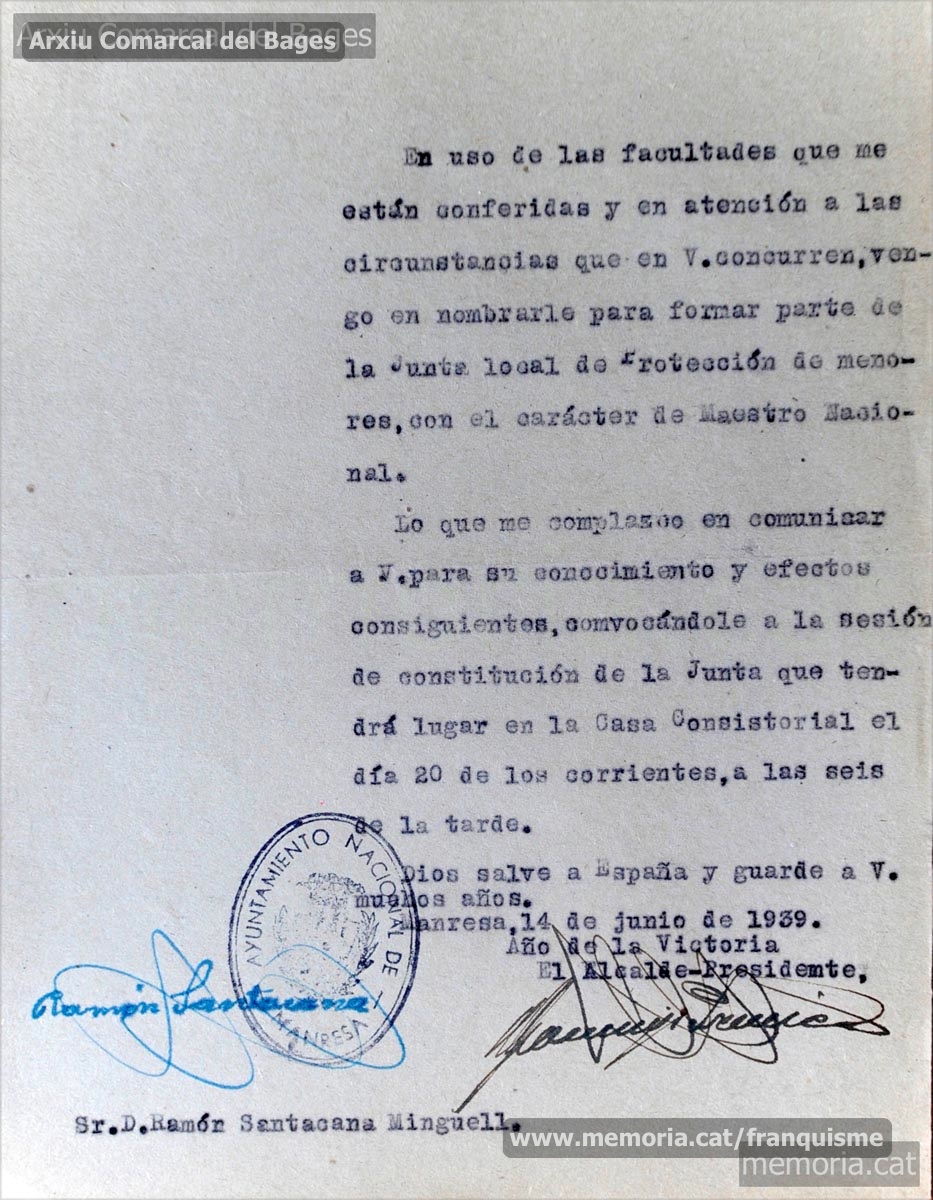 Arxiu Comarcal del Bages
Arxiu Comarcal del Bages
En uso de las facultades que me
están conferidas y en atención a las
circunstancias que en V.concurren,ven-
go en nombrarle para formar parte de
la Junta local de Protección de meno-
res,con el carácter de Maestro Nacio-
nal.
Lo que me complazco en comunicar
a V.para su conocimiento y efectos
consiguientes,comvocándole a la sesión
de constitución de la Junta que ten-
drá lugar en la Casa Consistorial el
día 20 de los corrientes,a las seis
de la tarde.
Dios salve a España y guarde a V.
muchos años.
Manresa,14 de junio de 1939.
Año de la Victoria
El Alcalde-Presidemte,
AYUNTAMIENTO NACIONAL DE
MANRESA
Ramón Santacana
Sr.D.Ramón Santacana Minguell.
www.memoria.cat/franquisme
memoria.cat